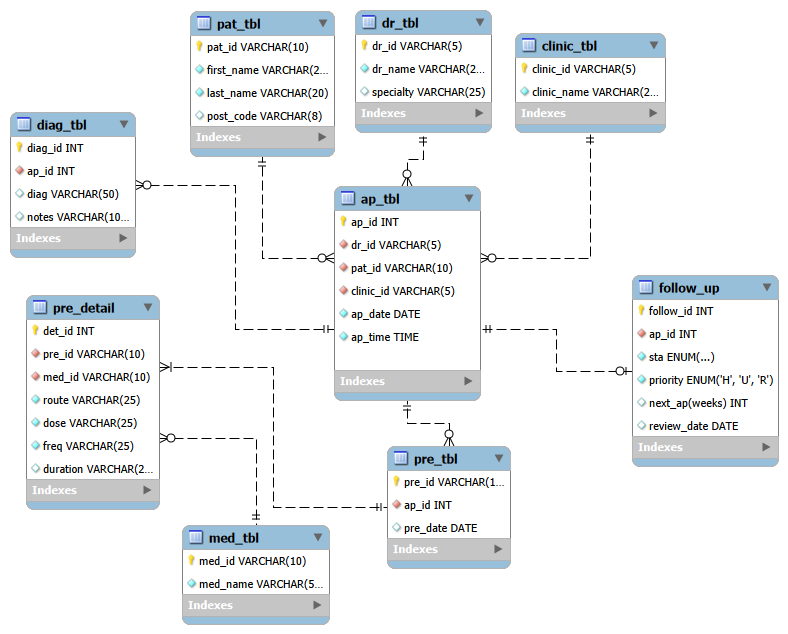 pat_tbl
pat_id VARCHAR(10)
first_name VARCHAR(2...
last_name VARCHAR(20)
post_code VARCHAR(8)
Indexes
dr_tbl
dr_id VARCHAR(5)
dr_name VARCHAR(2...
specialty VARCHAR(25)
Indexes
clinic_tbl
clinic_id VARCHAR(5)
clinic_name VARCHAR(2...
Indexes
diag_tbl
diag_id INT
ap_id INT
diag VARCHAR(50)
notes VARCHAR(10...
Indexes
ap_tbl
ap_id INT
dr_id VARCHAR(5)
pat_id VARCHAR(10)
clinic_id VARCHAR(5)
ap_date DATE
ap_time TIME
Indexes
follow_up
follow_id INT
ap_id INT
sta ENUM(...)
priority ENUM('H', 'U', 'R')
next_ap(weeks) INT
review_date DATE
Indexes
pre_detail
det_id INT
pre_id VARCHAR(10)
med_id VARCHAR(10)
route VARCHAR(25)
dose VARCHAR(25)
freq VARCHAR(25)
duration VARCHAR(2...
Indexes
pre_tbl
pre_id VARCHAR(1...
ap_id INT
pre_date DATE
Indexes
med_tbl
med_id VARCHAR(10)
med_name VARCHAR(5...
Indexes